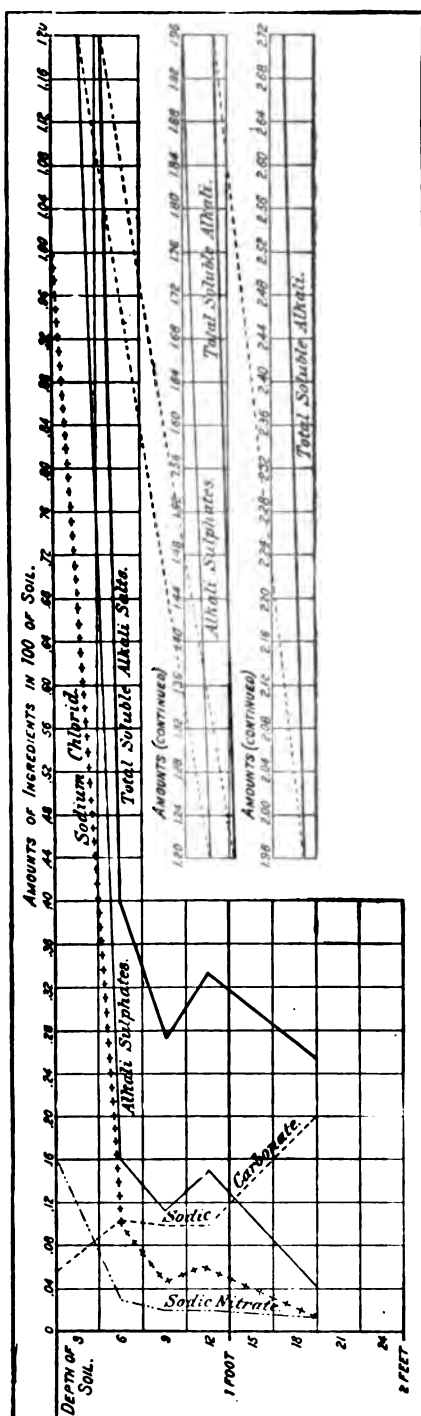 AMOUNTS OF INGREDIENTS IN 100 OF SOIL.
0 .04 .08 .12 .16 .20 .24 .28 .32 .36 .40 .44 .48 .52 .56 .60 .64 .68 .72 .76 .80 .84 .88 .92 .96 1.00 1.04 1.08 1.12 1.16 1.20
DEPTH OF
SOIL.
3
6
9
12
1 FOOT
15
21
24
2 FEET
Sodium Chlorid.
Alkali Sulphates.
Total Soluble Alkali Salts.
Sodic Carbonate.
Sodic Nitrate
AMOUNTS (CONTINUED)
1.20 1.24 1.28 1.32 1.36 1.40 1.44 1.48 1.52 1.56 1.60 1.64 1.68 1.72 1.76 1.80 1.84 1.88 1.92 1.96
Alkali Sulphates.
Total Soluble Alkali.
AMOUNTS (CONTINUED)
1.96 2.00 2.04 2.08 2.12 2.16 2.20 2.24 2.28 2.32 2.36 2.40 2.44 2.48 2.52 2.56 2.60 2.64 2.68 2.72
Total Soluble Alkali.